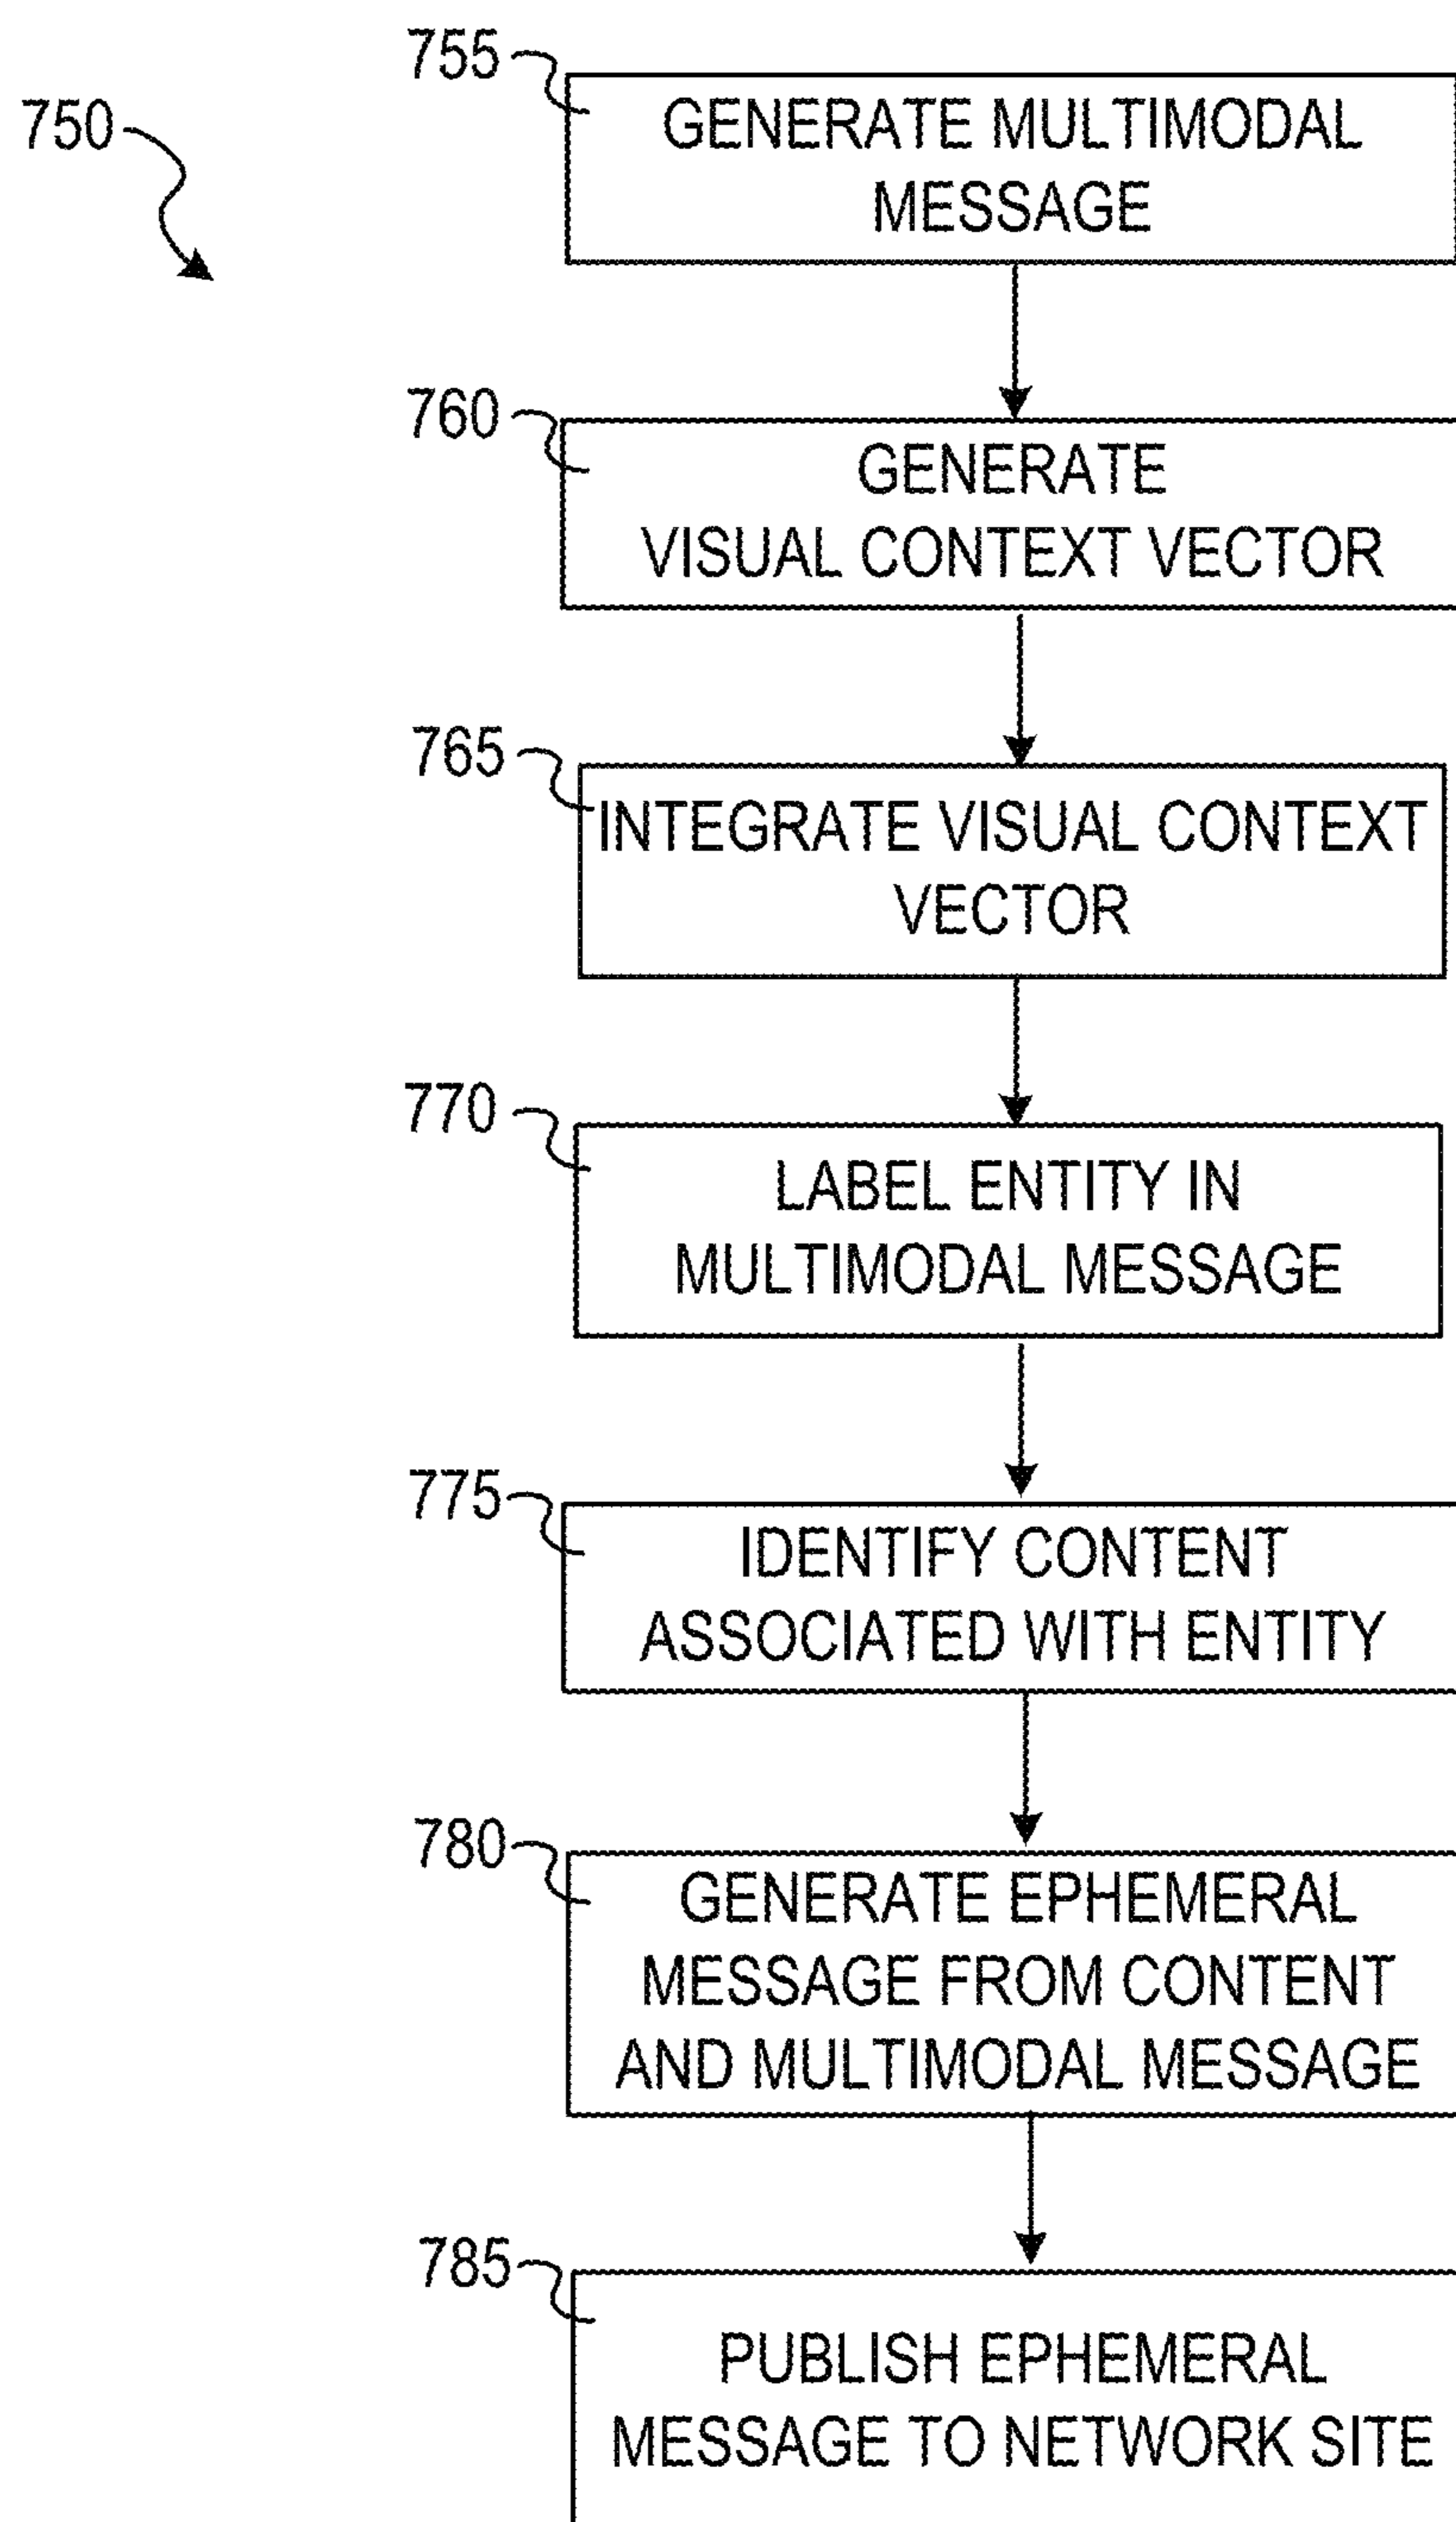 755
750
GENERATE MULTIMODAL
MESSAGE
760
GENERATE
VISUAL CONTEXT VECTOR
765
INTEGRATE VISUAL CONTEXT
VECTOR
770
LABEL ENTITY IN
MULTIMODAL MESSAGE
775
IDENTIFY CONTENT
ASSOCIATED WITH ENTITY
780
GENERATE EPHEMERAL
MESSAGE FROM CONTENT
AND MULTIMODAL MESSAGE
785
PUBLISH EPHEMERAL
MESSAGE TO NETWORK SITE